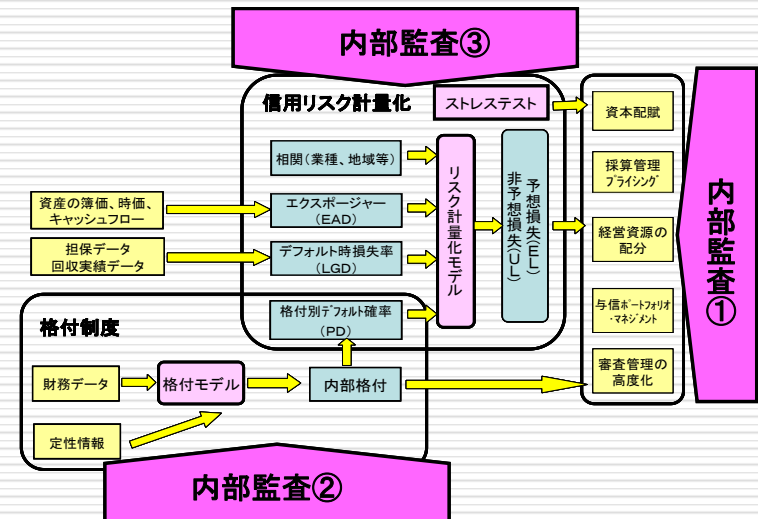 内部監査③
信用リスク計量化
ストレステスト
資本配賦
相関（業種、地域等）
採算管理
プライシング
資産の簿価、時価、
キャッシュフロー
エクスポージャー
（EAD）
リスク計量化モデル
予想損失（EL）
非予想損失（UL）
経営資源の
配分
内部監査①
担保データ
回収実績データ
デフォルト時損失率
（LGD）
格付別デフォルト確率
（PD）
与信ポートフォリオ
・マネジメント
格付制度
財務データ
格付モデル
内部格付
審査管理の
高度化
定性情報
内部監査②